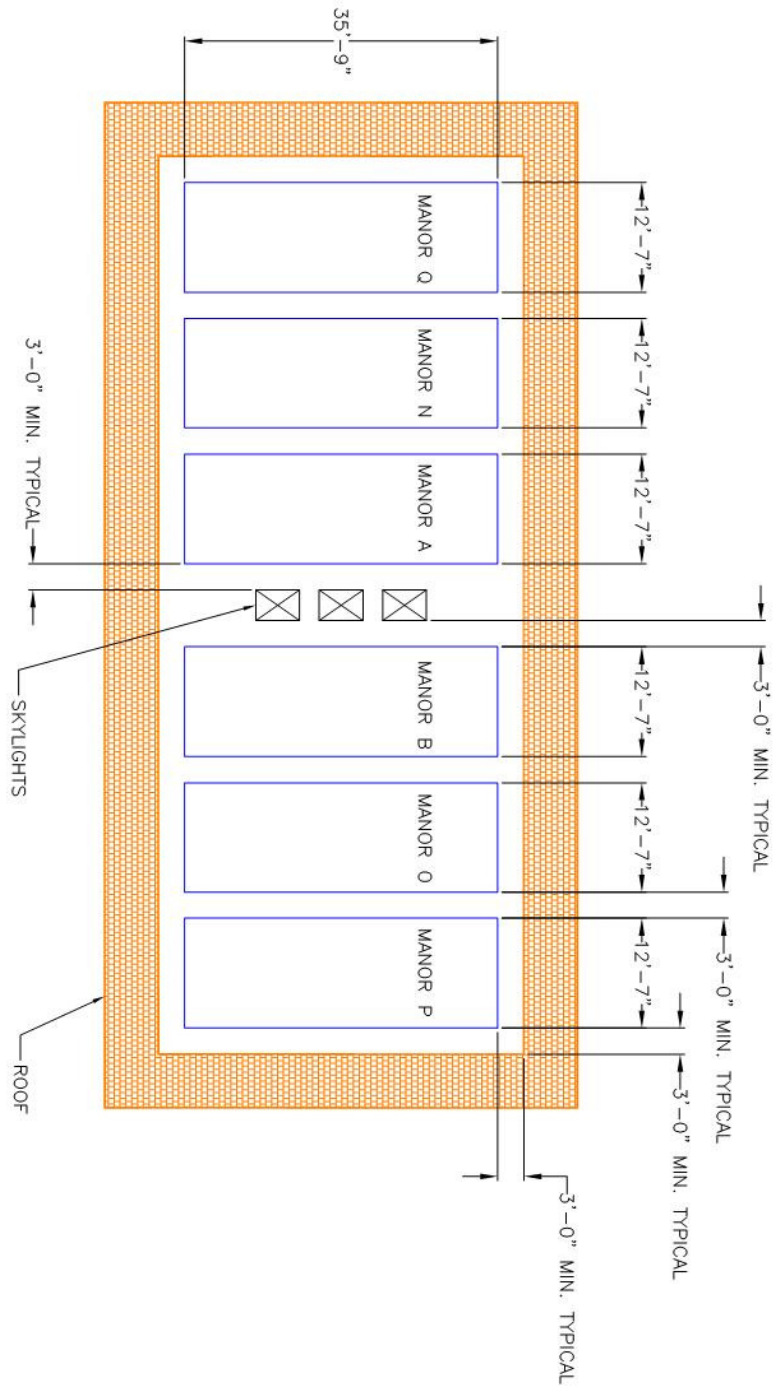 35'-9"
12'-7"
12'-7"
12'-7"
12'-7"
12'-7"
12'-7"
MANOR Q
MANOR N
MANOR A
MANOR B
MANOR O
MANOR P
3'-0" MIN. TYPICAL
3'-0" MIN. TYPICAL
3'-0" MIN. TYPICAL
3'-0" MIN. TYPICAL
3'-0" MIN. TYPICAL
SKYLIGHTS
ROOF